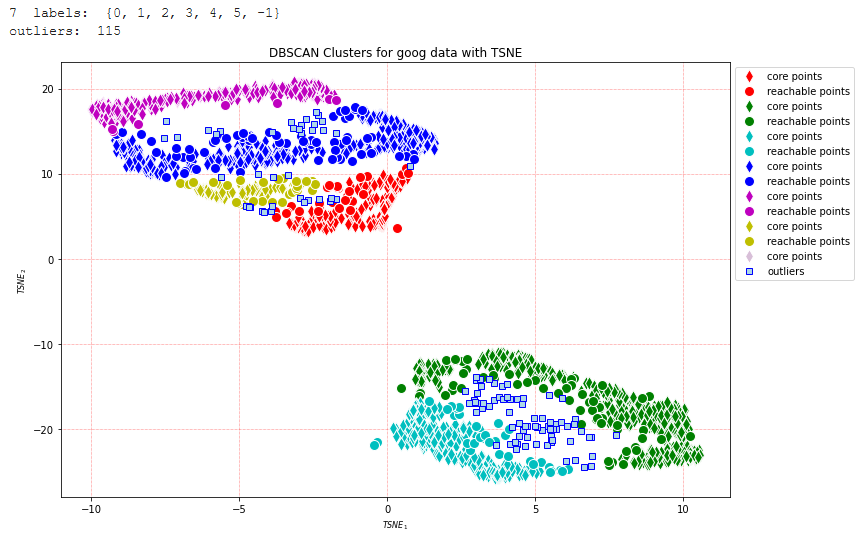 7  labels:  {0, 1, 2, 3, 4, 5, -1}
outliers:  115
DBSCAN Clusters for goog data with TSNE
20
10
0
−10
−20
TSNE₂
−10
−5
0
5
10
TSNE₁
core points
reachable points
core points
reachable points
core points
reachable points
core points
reachable points
core points
reachable points
core points
reachable points
core points
outliers